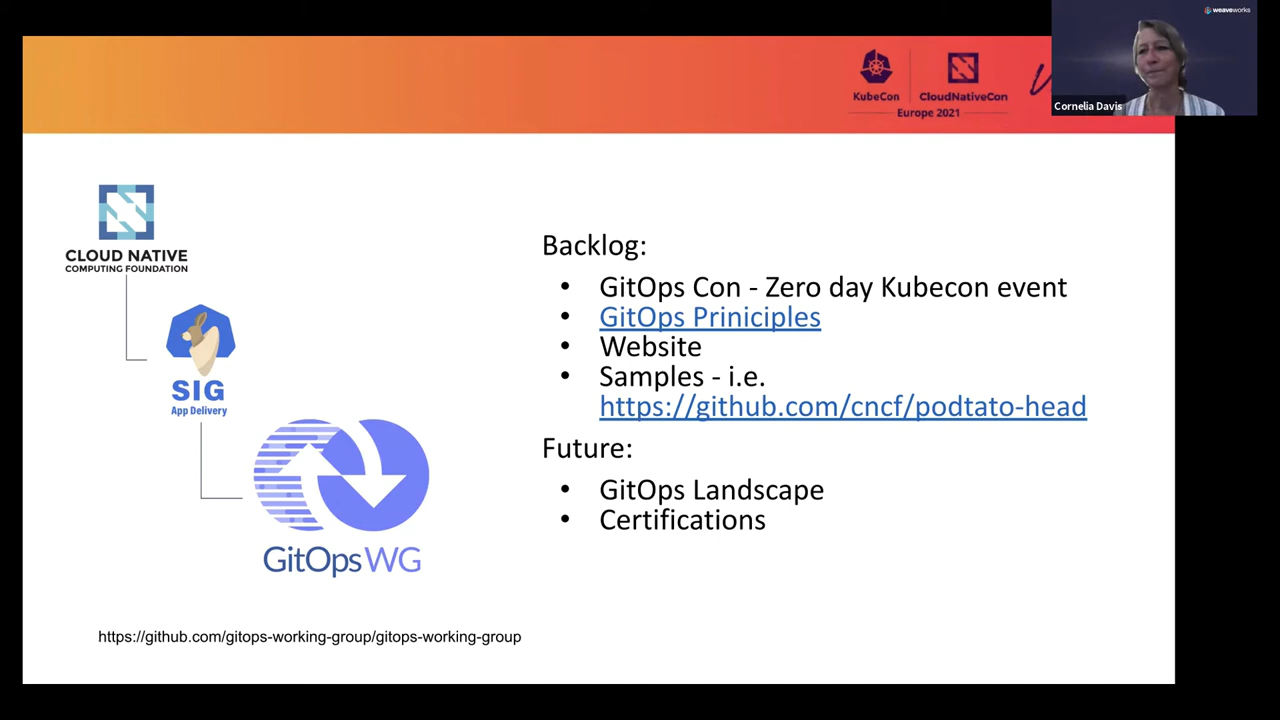 weaveworks
KubeCon
CloudNativeCon
Europe 2021
Cornelia Davis
CLOUD NATIVE
COMPUTING FOUNDATION
SIG
App Delivery
GitOps WG
https://github.com/gitops-working-group/gitops-working-group
Backlog:
• GitOps Con - Zero day Kubecon event
• GitOps Priniciples
• Website
• Samples - i.e.
https://github.com/cncf/podtato-head
Future:
• GitOps Landscape
• Certifications